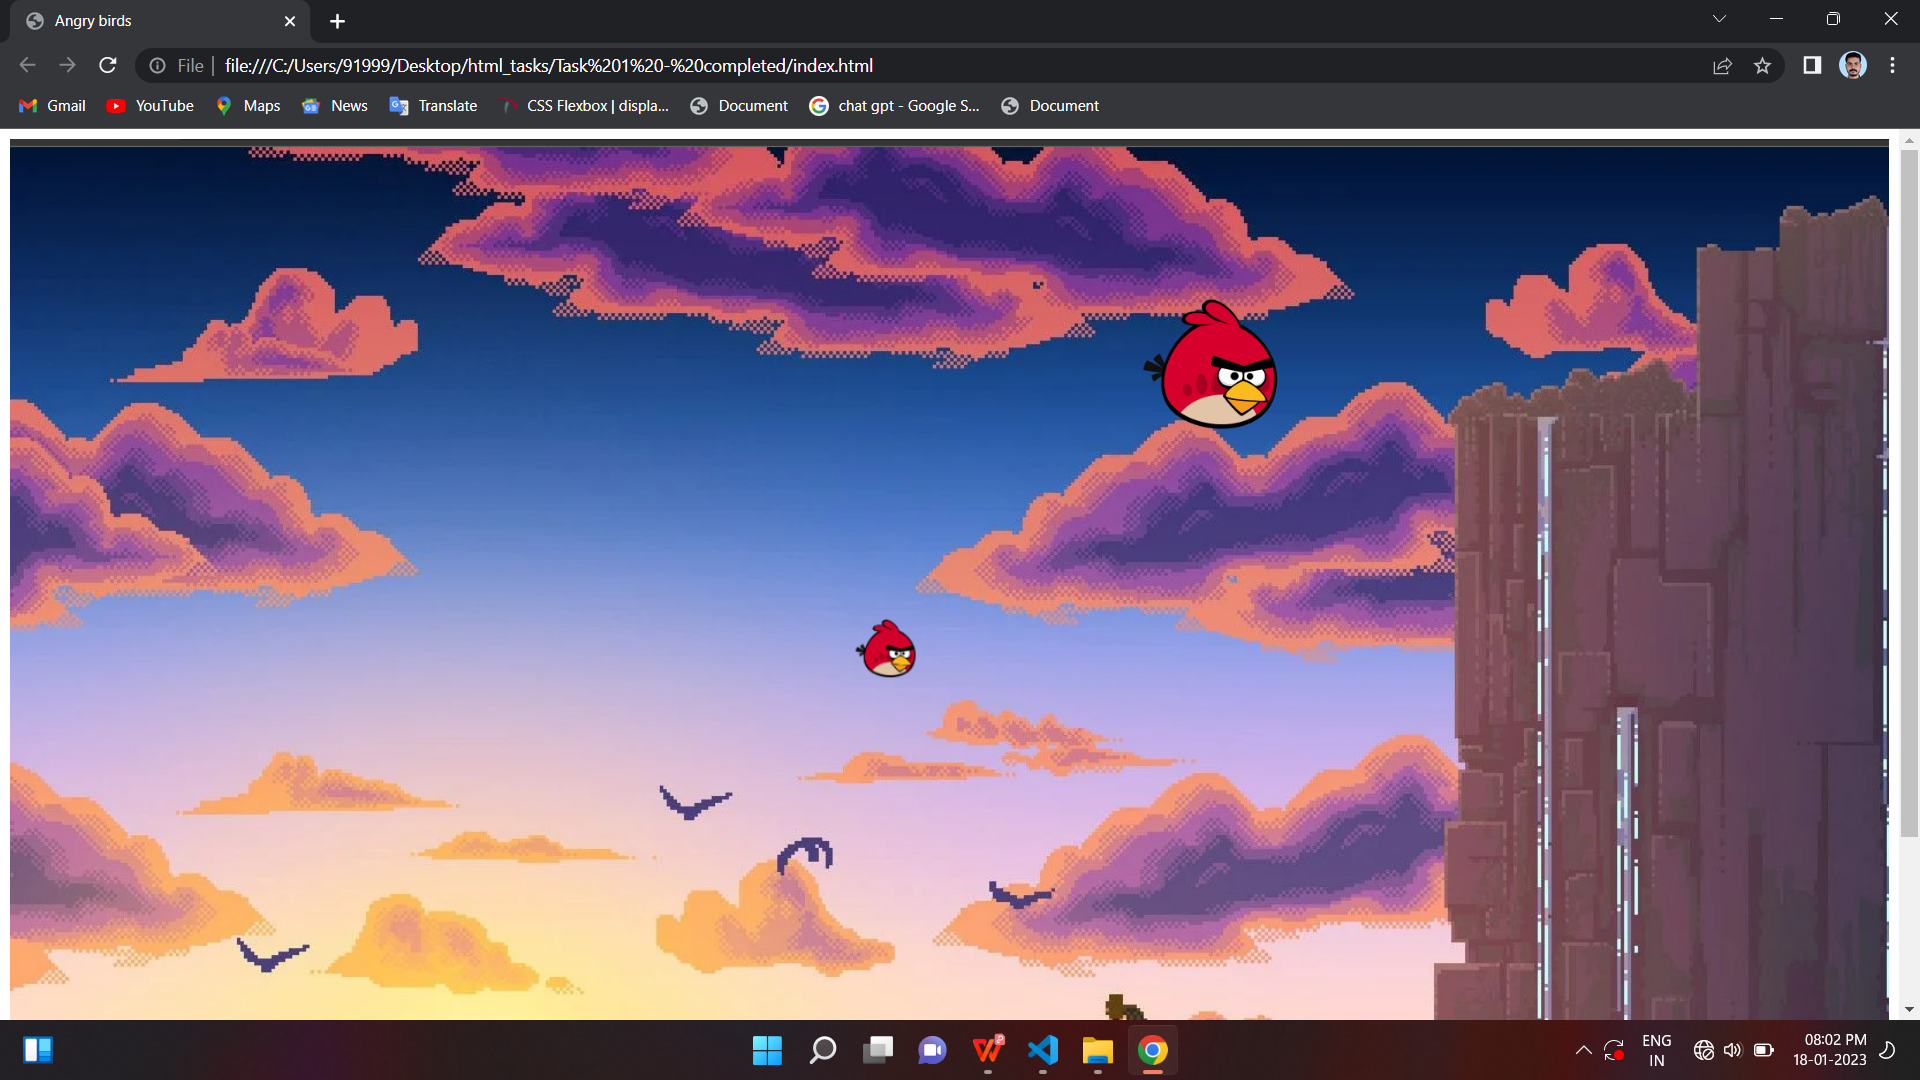 Angry birds
File | file:///C:/Users/91999/Desktop/html_tasks/Task%201%20-%20completed/index.html
Gmail YouTube Maps News Translate CSS Flexbox | displa... Document chat gpt - Google S... Document
ENG 08:02 PM
IN 18-01-2023